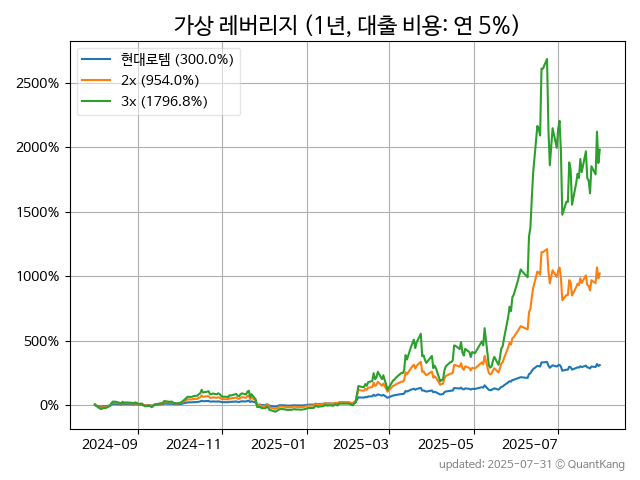 가상 레버리지 (1년, 대출 비용: 연 5%)
현대로템 (300.0%)
2x (954.0%)
3x (1796.8%)
2500%
2000%
1500%
1000%
500%
0%
2024-09 2024-11 2025-01 2025-03 2025-05 2025-07
updated: 2025-07-31 © QuantKang